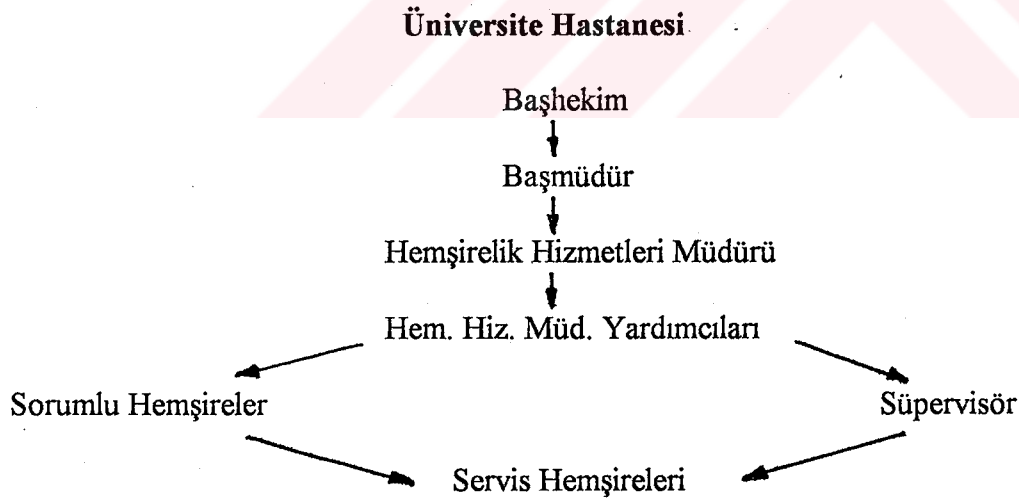 Üniversite Hastanesi
Başhekim
Başmüdür
Hemşirelik Hizmetleri Müdürü
Hem. Hiz. Müd. Yardımcıları
Sorumlu Hemşireler Süpervisör
Servis Hemşireleri